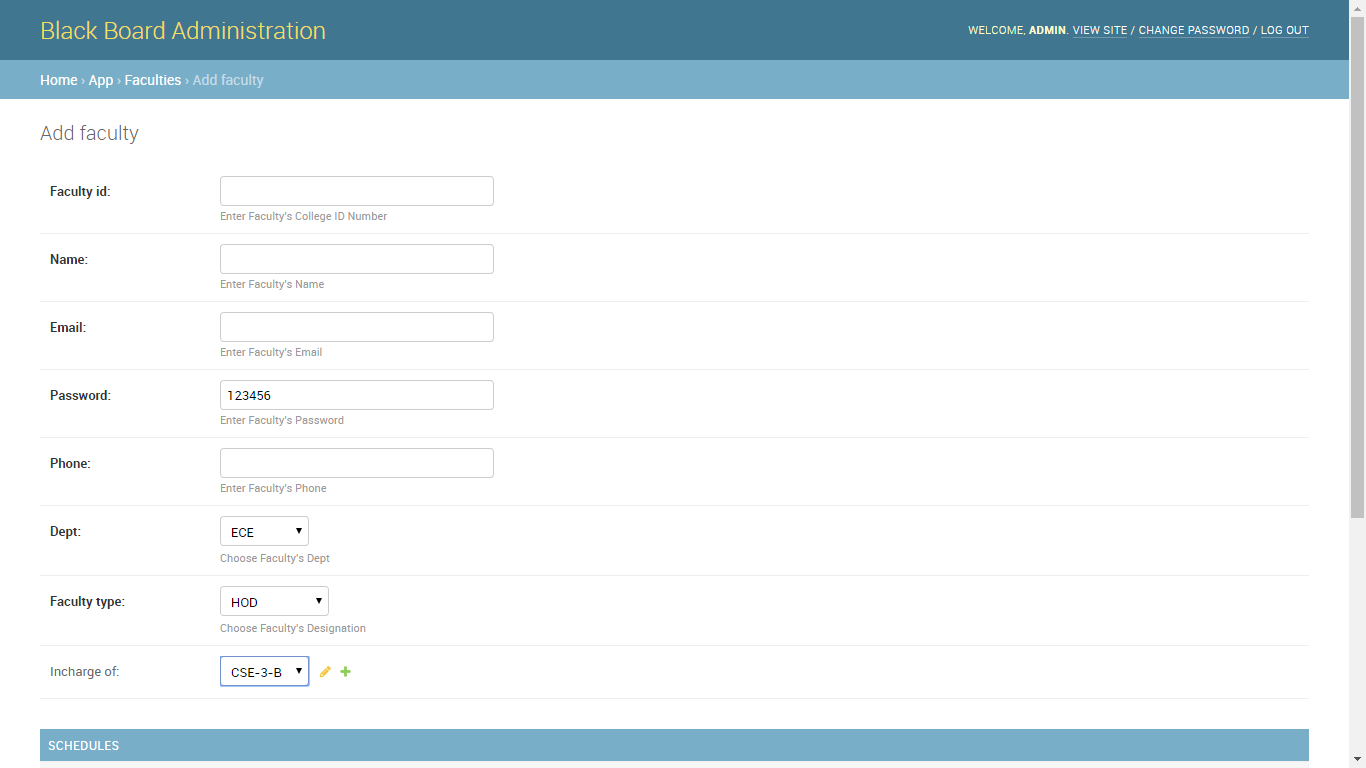 Black Board Administration
WELCOME, ADMIN. VIEW SITE / CHANGE PASSWORD / LOG OUT
Home › App › Faculties › Add faculty
Add faculty
Faculty id:
Enter Faculty's College ID Number
Name:
Enter Faculty's Name
Email:
Enter Faculty's Email
Password: 123456
Enter Faculty's Password
Phone:
Enter Faculty's Phone
Dept: ECE
Choose Faculty's Dept
Faculty type: HOD
Choose Faculty's Designation
Incharge of: CSE-3-B
SCHEDULES